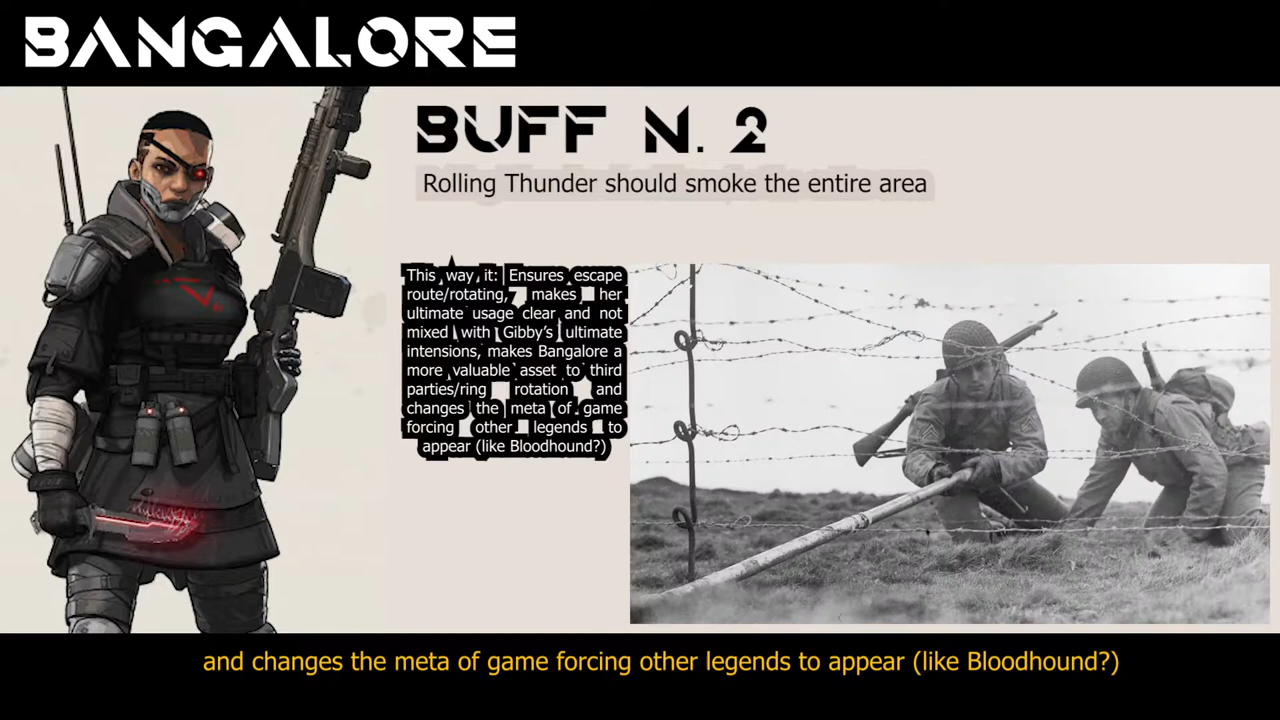 BANGALORE
BUFF N. 2
Rolling Thunder should smoke the entire area
This way it: Ensures escape
route/rotating, makes her
ultimate usage clear and not
mixed with Gibby's ultimate
intensions, makes Bangalore a
more valuable asset to third
parties/ring rotation and
changes the meta of game
forcing other legends to
appear (like Bloodhound?)
and changes the meta of game forcing other legends to appear (like Bloodhound?)